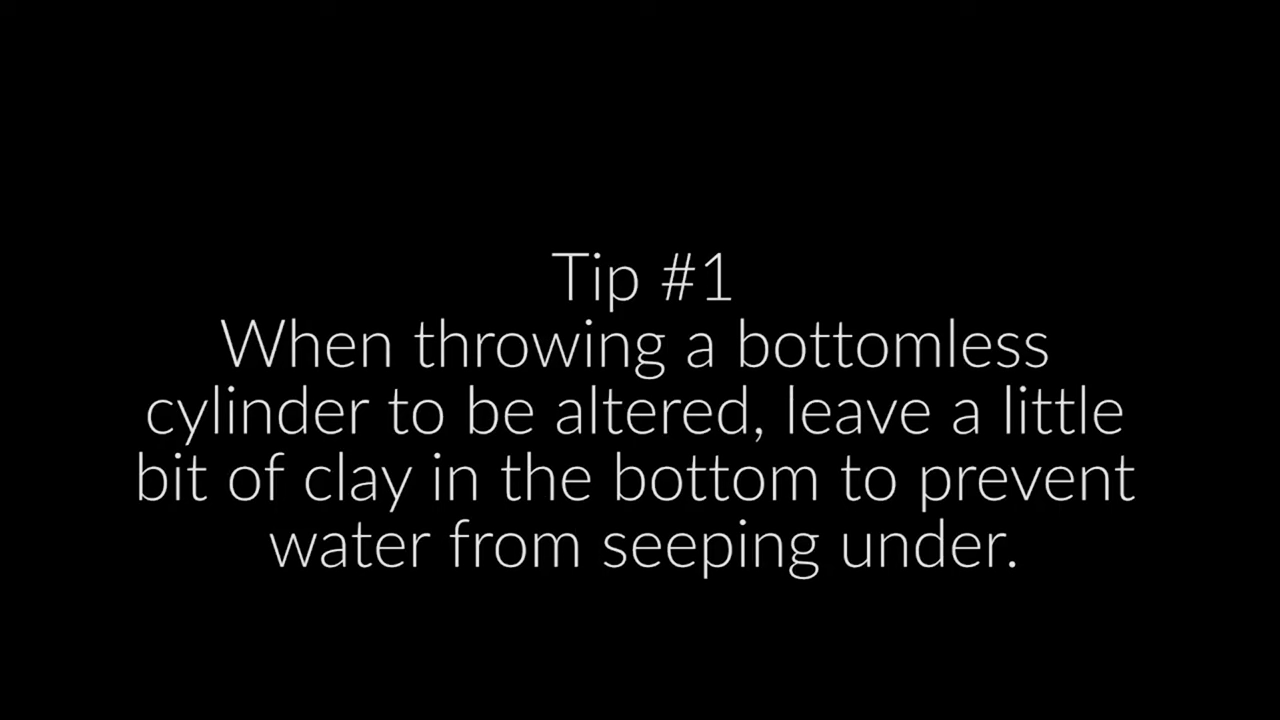 Tip #1
When throwing a bottomless
cylinder to be altered, leave a little
bit of clay in the bottom to prevent
water from seeping under.